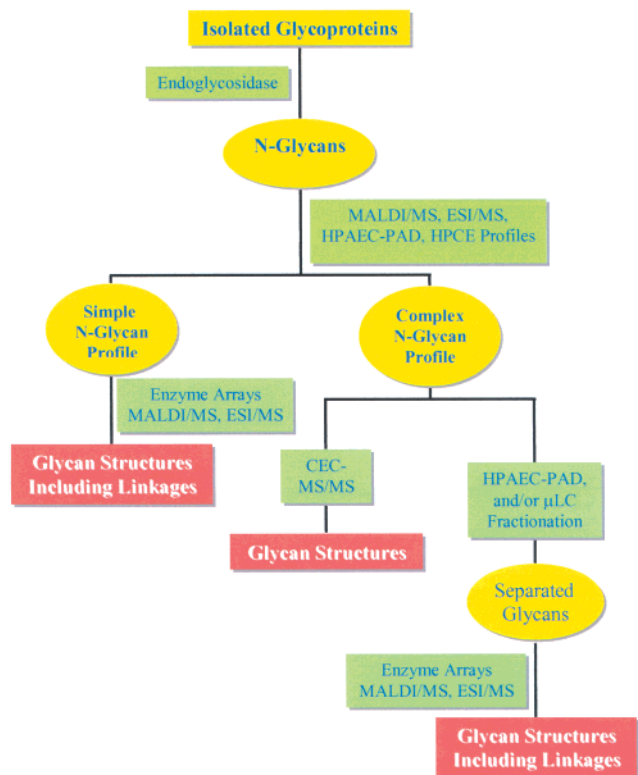 Isolated Glycoproteins
Endoglycosidase
N-Glycans
MALDI/MS, ESI/MS,
HPAEC-PAD, HPCE Profiles
Simple
N-Glycan
Profile
Complex
N-Glycan
Profile
Enzyme Arrays
MALDI/MS, ESI/MS
Glycan Structures
Including Linkages
CEC-
MS/MS
Glycan Structures
HPAEC-PAD,
and/or μLC
Fractionation
Separated
Glycans
Enzyme Arrays
MALDI/MS, ESI/MS
Glycan Structures
Including Linkages